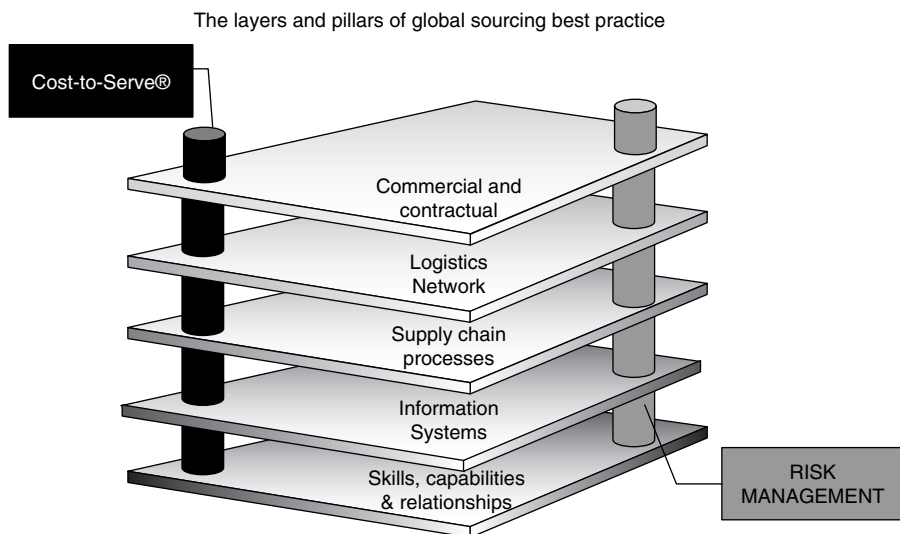 The layers and pillars of global sourcing best practice
Cost-to-Serve®
Commercial and
contractual
Logistics
Network
Supply chain
processes
Information
Systems
Skills, capabilities
& relationships
RISK
MANAGEMENT